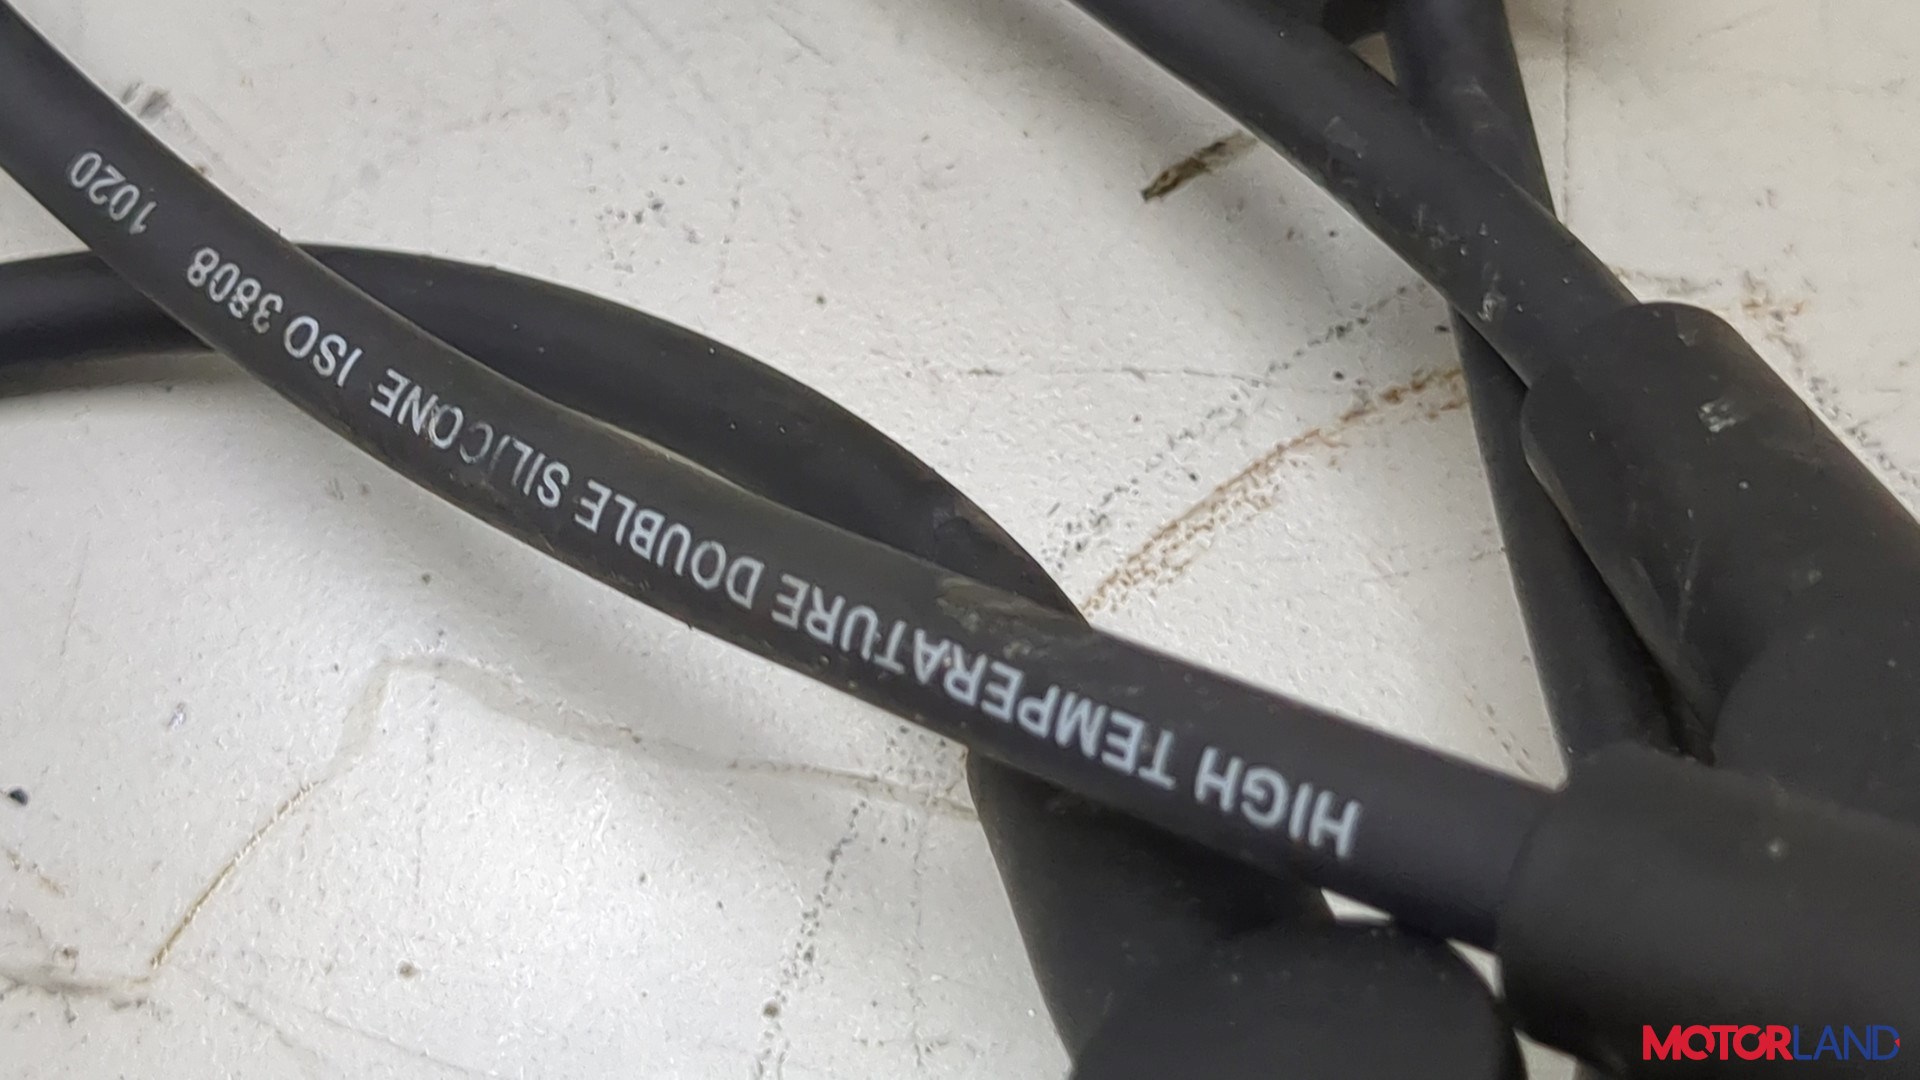 HIGH TEMPERATURE DOUBLE SILICONE ISO 3808 1020
MOTORLAND